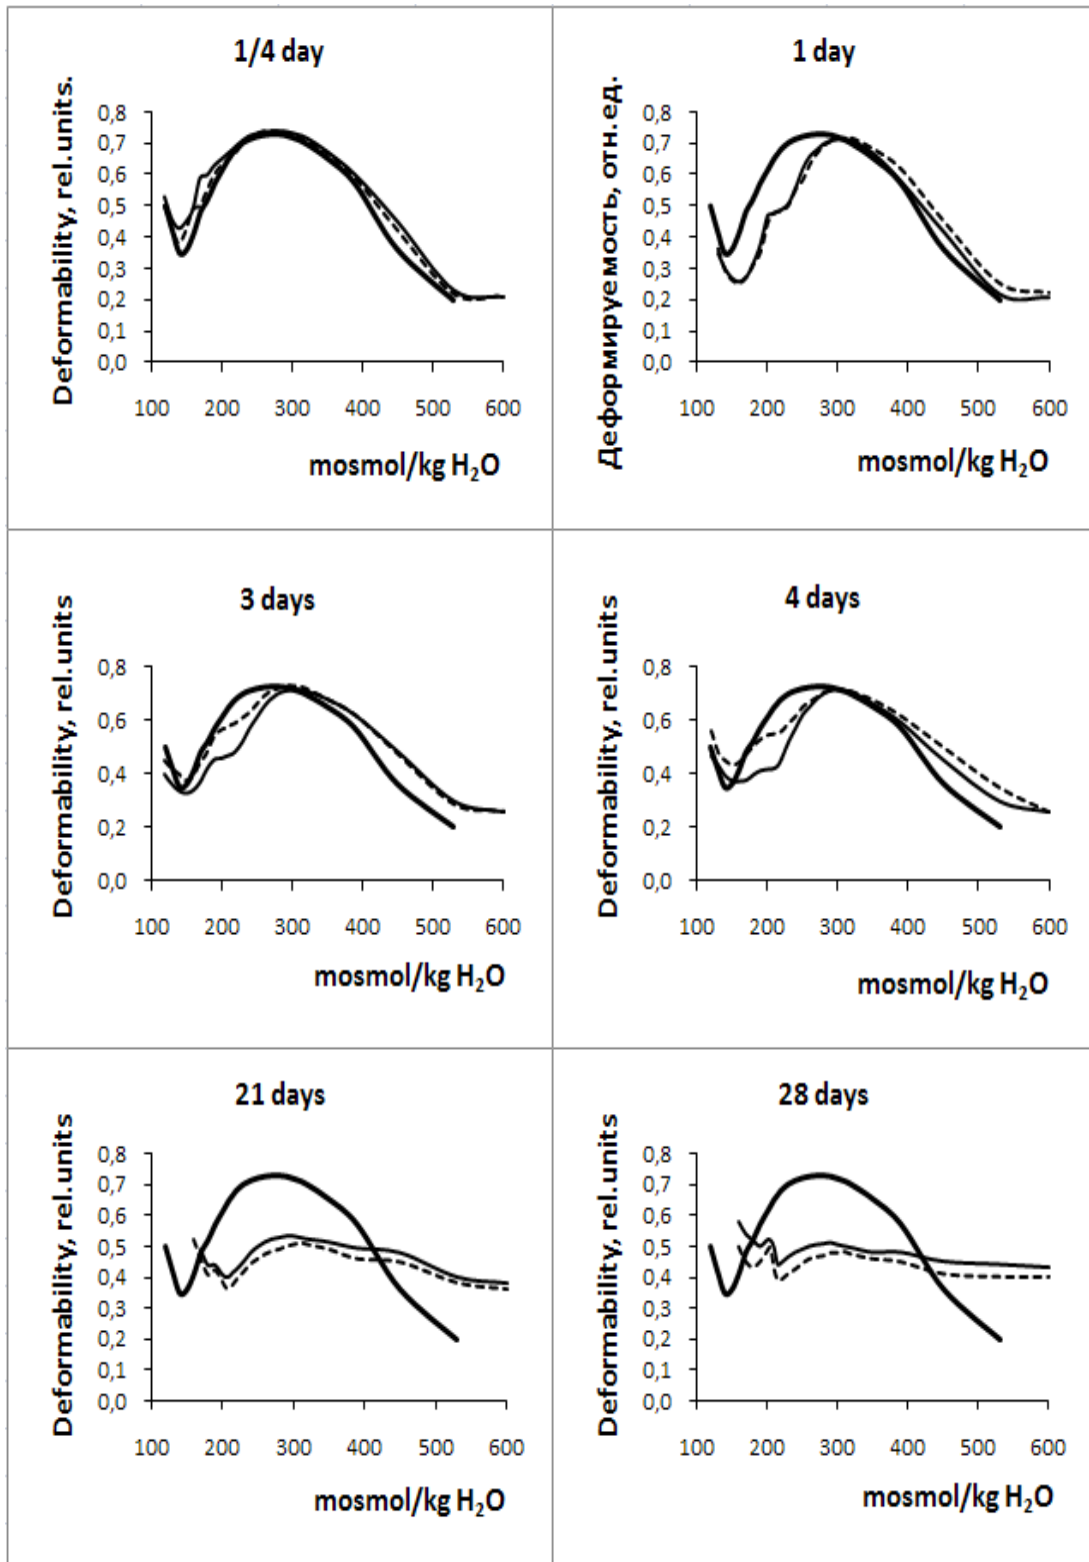 1/4 day
Deformability, rel.units.
0,8
0,7
0,6
0,5
0,4
0,3
0,2
0,1
0,0
100 200 300 400 500 600
mosmol/kg H₂O
1 day
Деформируемость, отн.ед.
0,8
0,7
0,6
0,5
0,4
0,3
0,2
0,1
0,0
100 200 300 400 500 600
mosmol/kg H₂O
3 days
Deformability, rel.units
0,8
0,6
0,4
0,2
0,0
100 200 300 400 500 600
mosmol/kg H₂O
4 days
Deformability, rel.units
0,8
0,6
0,4
0,2
0,0
100 200 300 400 500 600
mosmol/kg H₂O
21 days
Deformability, rel.units
0,8
0,7
0,6
0,5
0,4
0,3
0,2
0,1
0,0
100 200 300 400 500 600
mosmol/kg H₂O
28 days
Deformability, rel.units
0,8
0,7
0,6
0,5
0,4
0,3
0,2
0,1
0,0
100 200 300 400 500 600
mosmol/kg H₂O